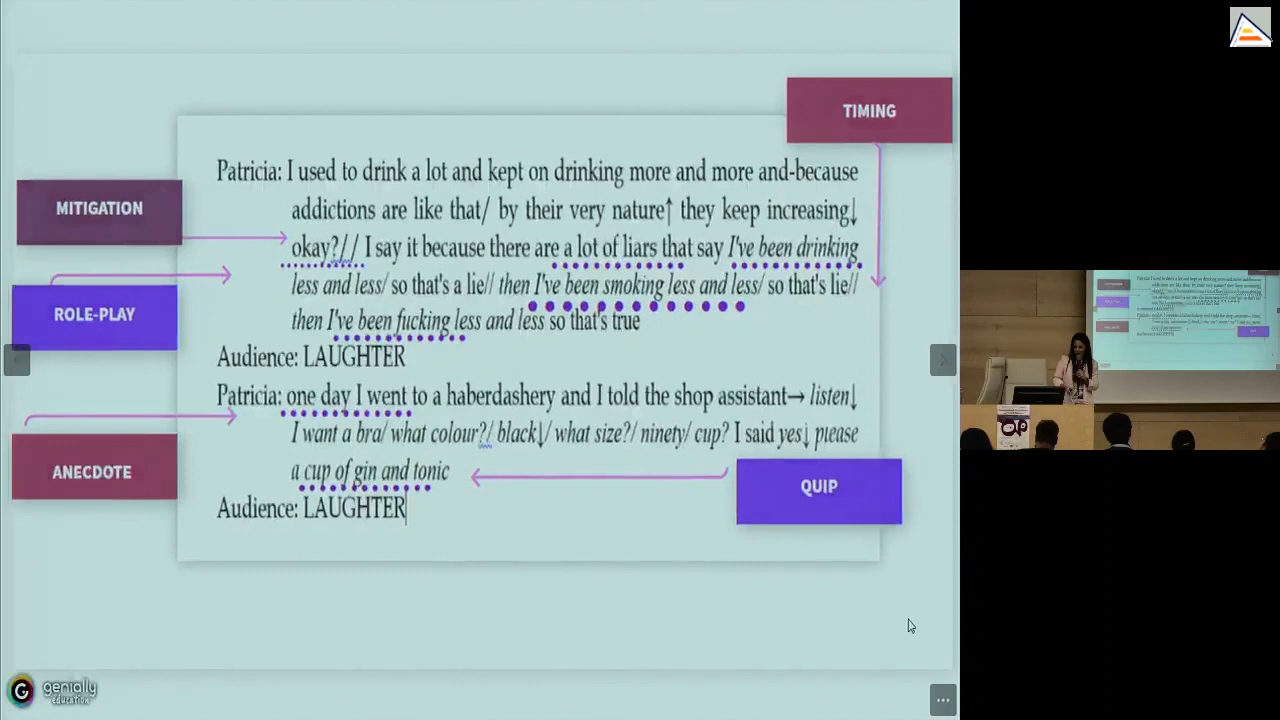 TIMING
MITIGATION
ROLE-PLAY
ANECDOTE
QUIP
Patricia: I used to drink a lot and kept on drinking more and more and-because
addictions are like that/ by their very nature↑ they keep increasing↓
okay?// I say it because there are a lot of liars that say I've been drinking
less and less/ so that's a lie// then I've been smoking less and less/ so that's lie//
then I've been fucking less and less so that's true
Audience: LAUGHTER
Patricia: one day I went to a haberdashery and I told the shop assistant→ listen↓
I want a bra/ what colour?/ black↓/ what size?/ ninety/ cup? I said yes↓ please
a cup of gin and tonic
Audience: LAUGHTER
genially
EDUCATION